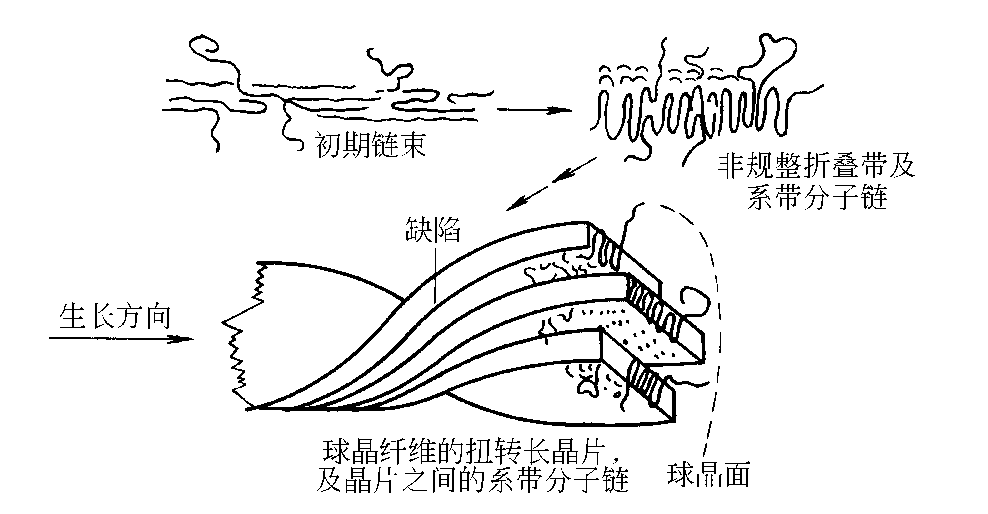 初期链束
非规整折叠带及
系带分子链
缺陷
生长方向
球晶纤维的扭转长晶片,
及晶片之间的系带分子链
球晶面